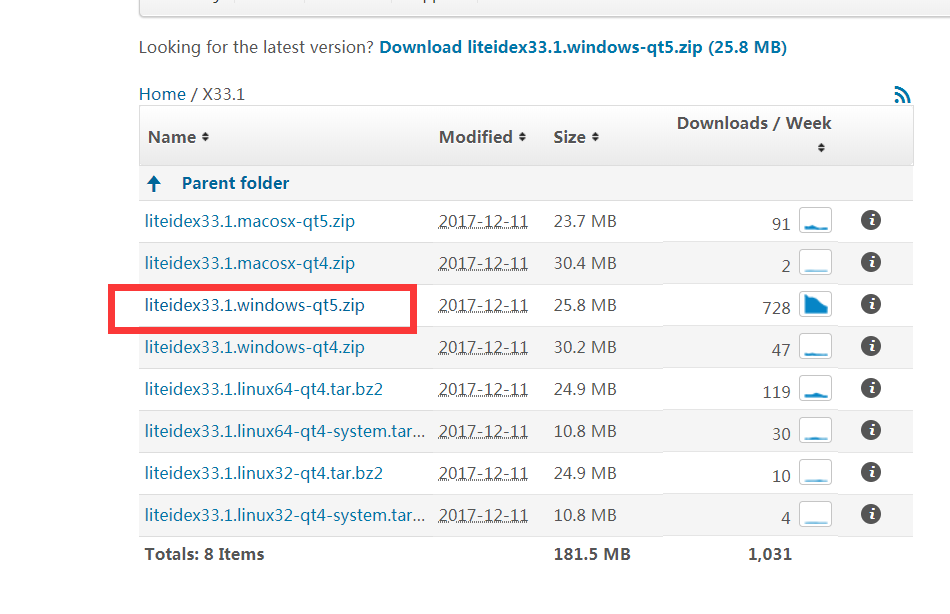 Looking for the latest version? Download liteidex33.1.windows-qt5.zip (25.8 MB)
Home / X33.1
Name Modified Size Downloads / Week
Parent folder
liteidex33.1.macosx-qt5.zip 2017-12-11 23.7 MB 91
liteidex33.1.macosx-qt4.zip 2017-12-11 30.4 MB 2
liteidex33.1.windows-qt5.zip 2017-12-11 25.8 MB 728
liteidex33.1.windows-qt4.zip 2017-12-11 30.2 MB 47
liteidex33.1.linux64-qt4.tar.bz2 2017-12-11 24.9 MB 119
liteidex33.1.linux64-qt4-system.tar... 2017-12-11 10.8 MB 30
liteidex33.1.linux32-qt4.tar.bz2 2017-12-11 24.9 MB 10
liteidex33.1.linux32-qt4-system.tar... 2017-12-11 10.8 MB 4
Totals: 8 Items 181.5 MB 1,031